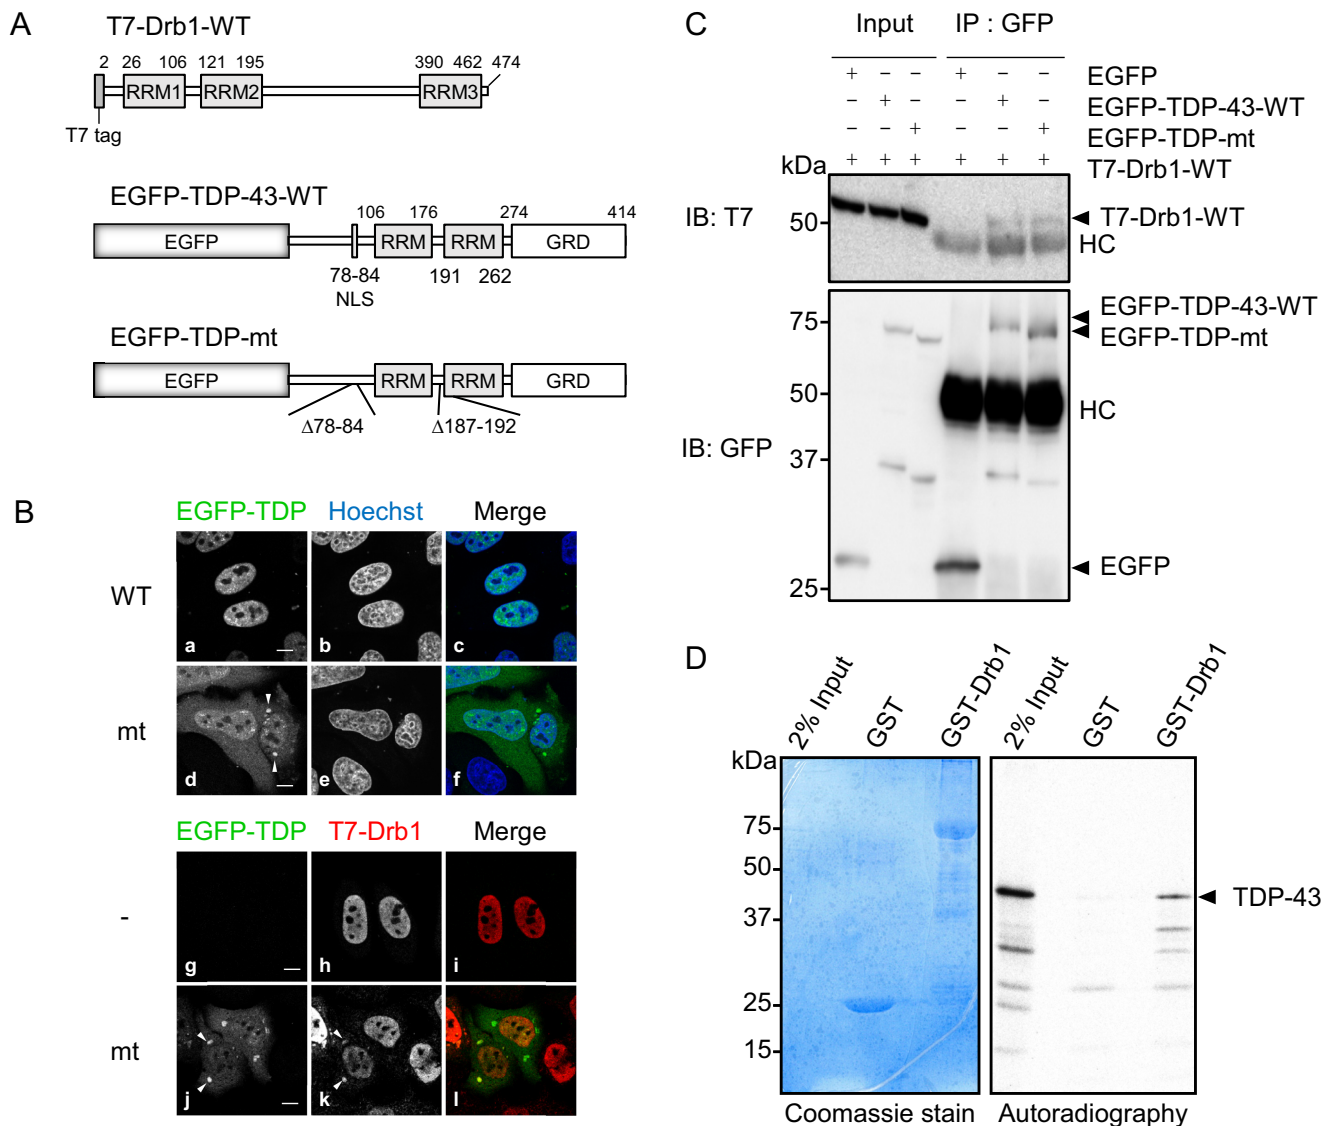 A
T7-Drb1-WT
2 26 106 121 195 390 462 474
RRM1 RRM2 RRM3
T7 tag
EGFP-TDP-43-WT
106 176 274 414
EGFP RRM RRM GRD
78-84 191 262
NLS
EGFP-TDP-mt
EGFP RRM RRM GRD
Δ78-84 Δ187-192
B
EGFP-TDP Hoechst Merge
WT
a b c
mt
d e f
EGFP-TDP T7-Drb1 Merge
-
g h i
mt
j k l
C
Input IP : GFP
+ − − + − − EGFP
− + − − + − EGFP-TDP-43-WT
− − + − − + EGFP-TDP-mt
+ + + + + + T7-Drb1-WT
kDa
IB: T7
50
T7-Drb1-WT
HC
75
EGFP-TDP-43-WT
EGFP-TDP-mt
50
HC
37
IB: GFP
EGFP
25
D
2% Input GST GST-Drb1 2% Input GST GST-Drb1
kDa
75
50
37
25
15
TDP-43
Coomassie stain Autoradiography